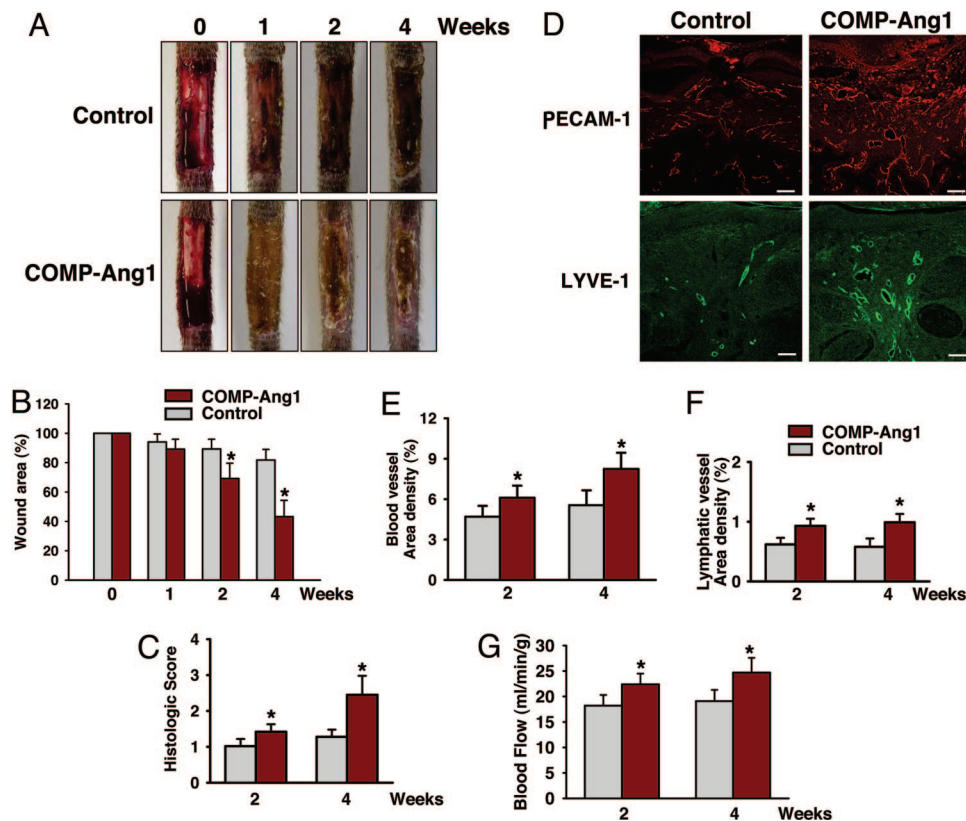 A
0 1 2 4 Weeks
Control
COMP-Ang1
D
Control COMP-Ang1
PECAM-1
LYVE-1
B
COMP-Ang1
Control
Wound area (%)
120
100
80
60
40
20
0
0 1 2 4 Weeks
* *
E
Blood vessel
Area density (%)
12
9
6
3
0
* *
2 4
F
COMP-Ang1
Control
Lymphatic vessel
Area density (%)
2
1
0
* *
2 4 Weeks
C
Histologic Score
4
3
2
1
0
* *
2 4 Weeks
G
Blood Flow (ml/min/g)
30
25
20
15
10
5
0
* *
2 4 Weeks